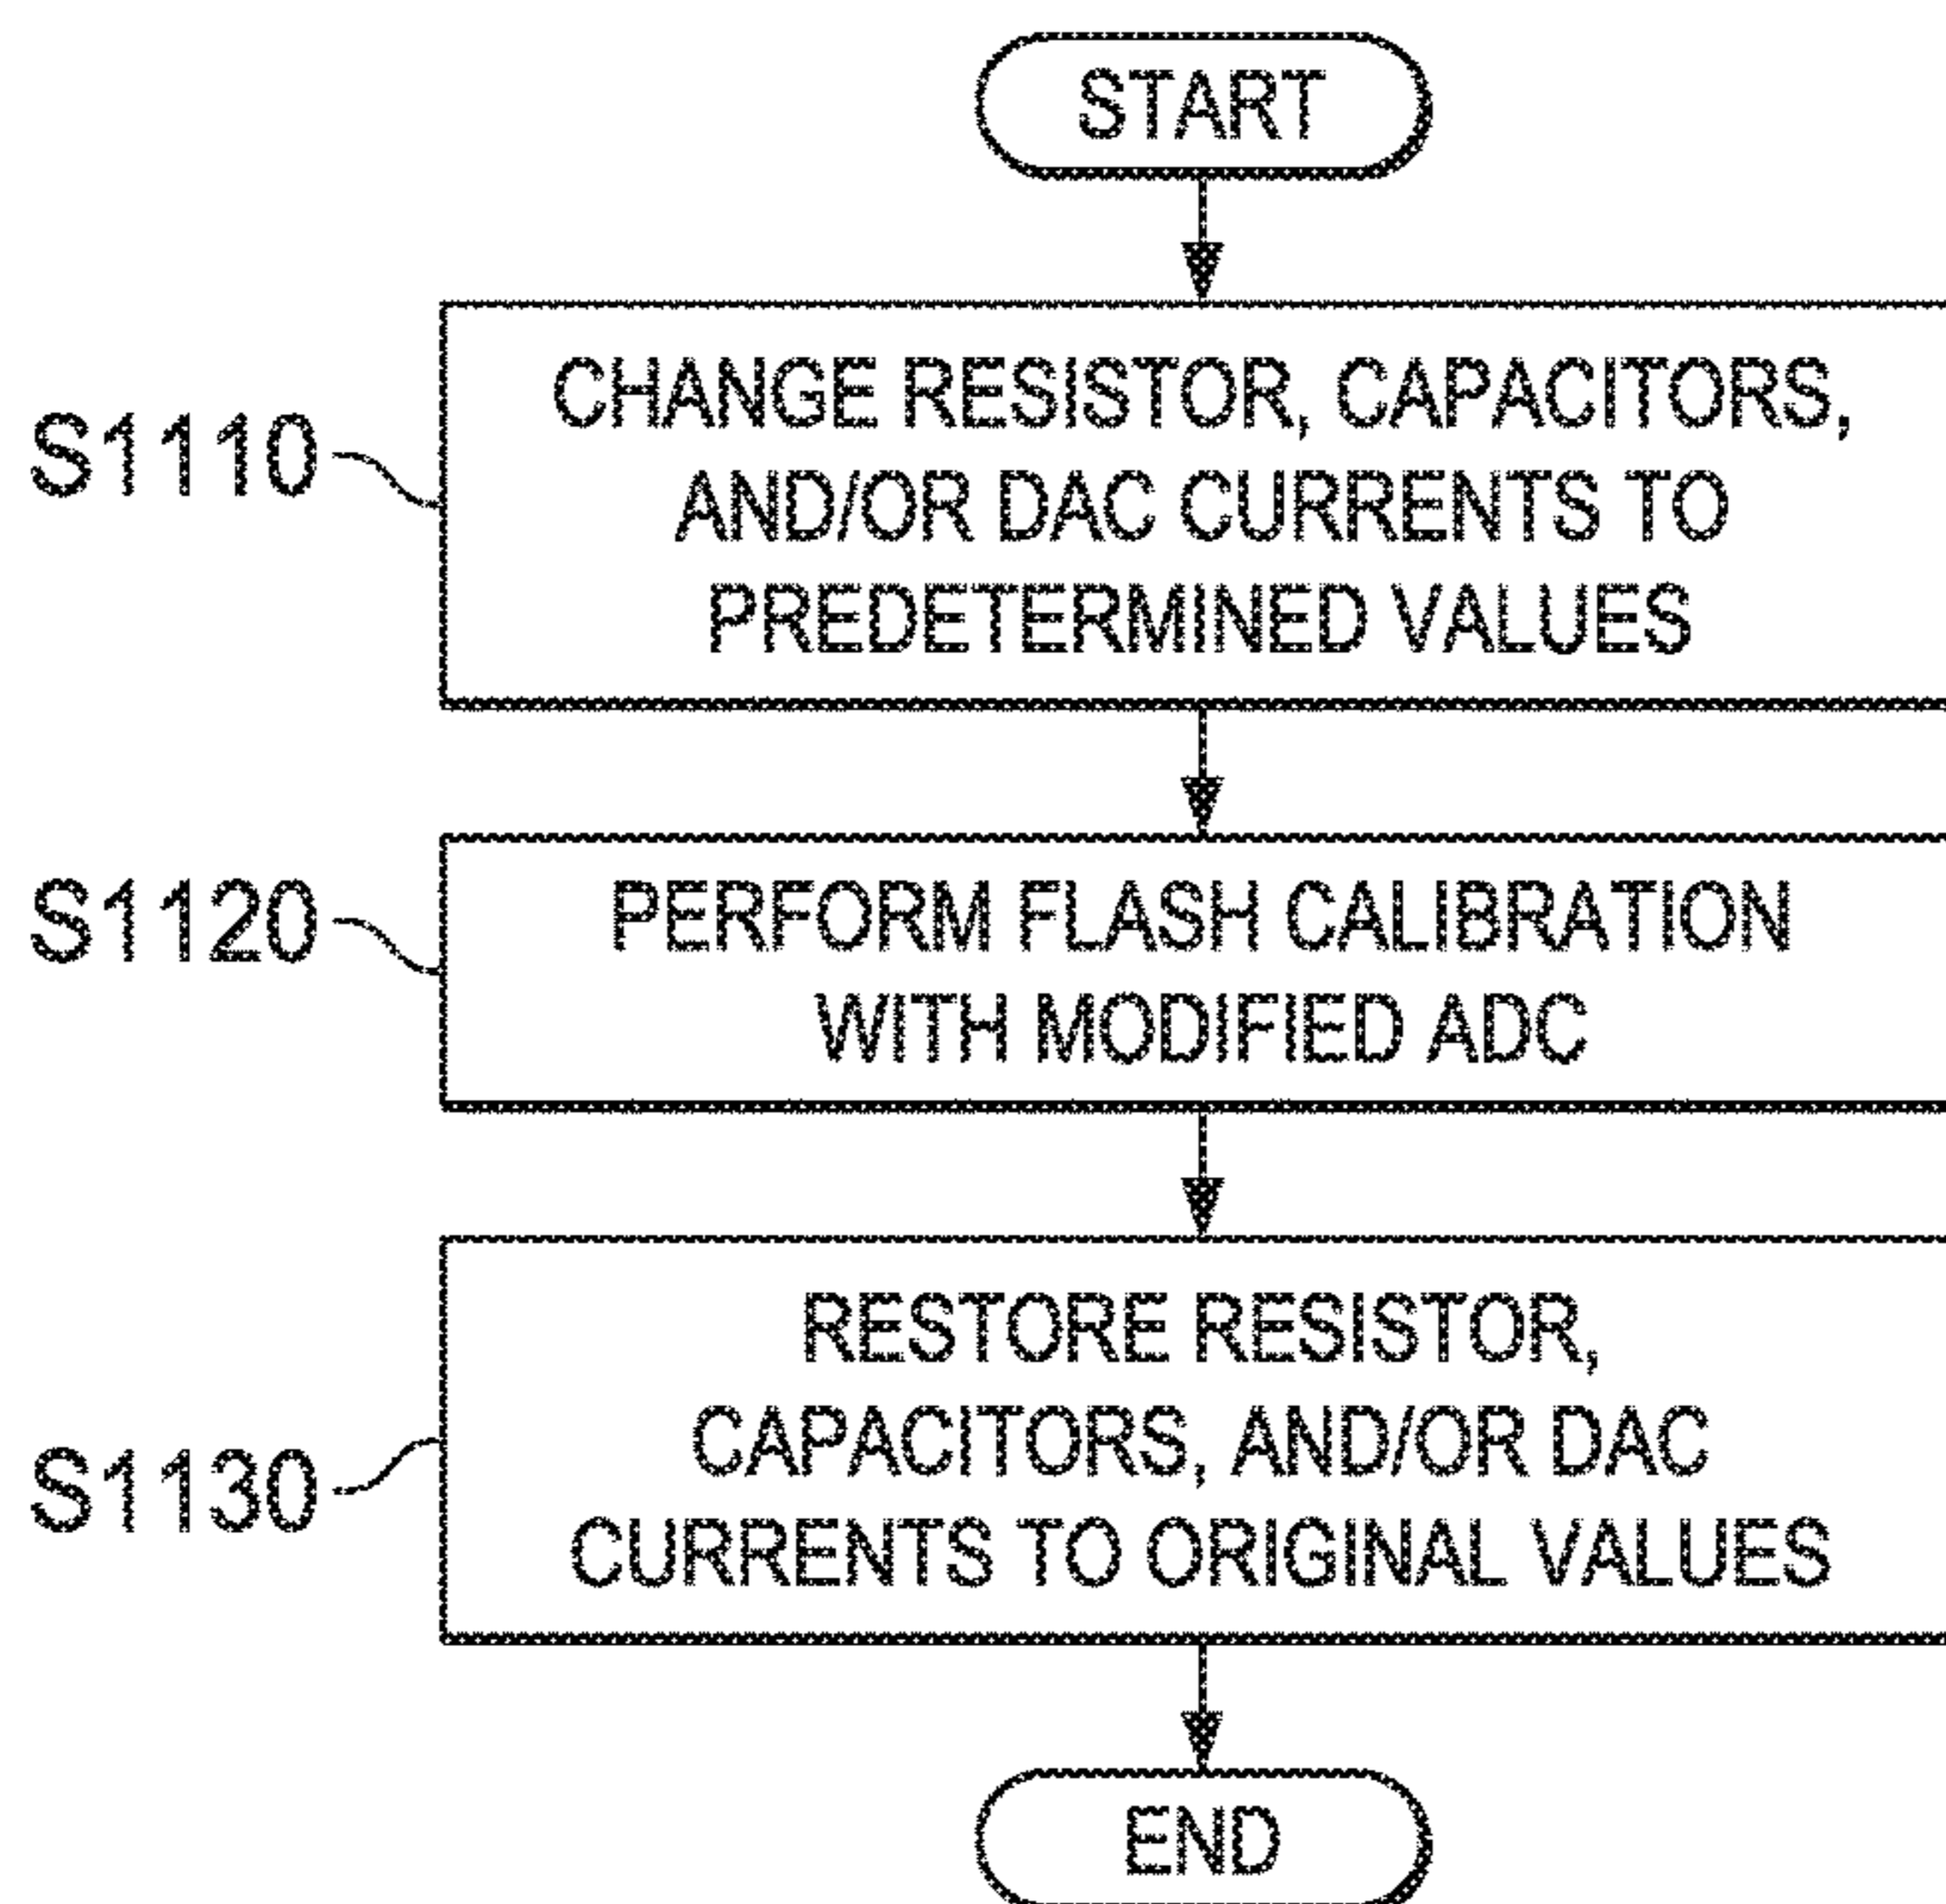 START
S1110
CHANGE RESISTOR, CAPACITORS,
AND/OR DAC CURRENTS TO
PREDETERMINED VALUES
S1120
PERFORM FLASH CALIBRATION
WITH MODIFIED ADC
S1130
RESTORE RESISTOR,
CAPACITORS, AND/OR DAC
CURRENTS TO ORIGINAL VALUES
END